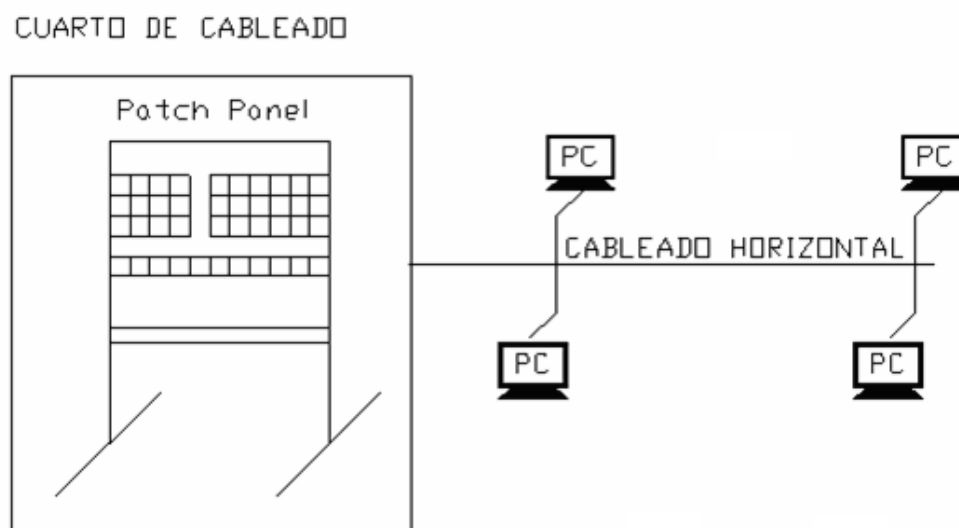 CUARTO DE CABLEADO
Patch Panel
PC
PC
CABLEADO HORIZONTAL
PC
PC